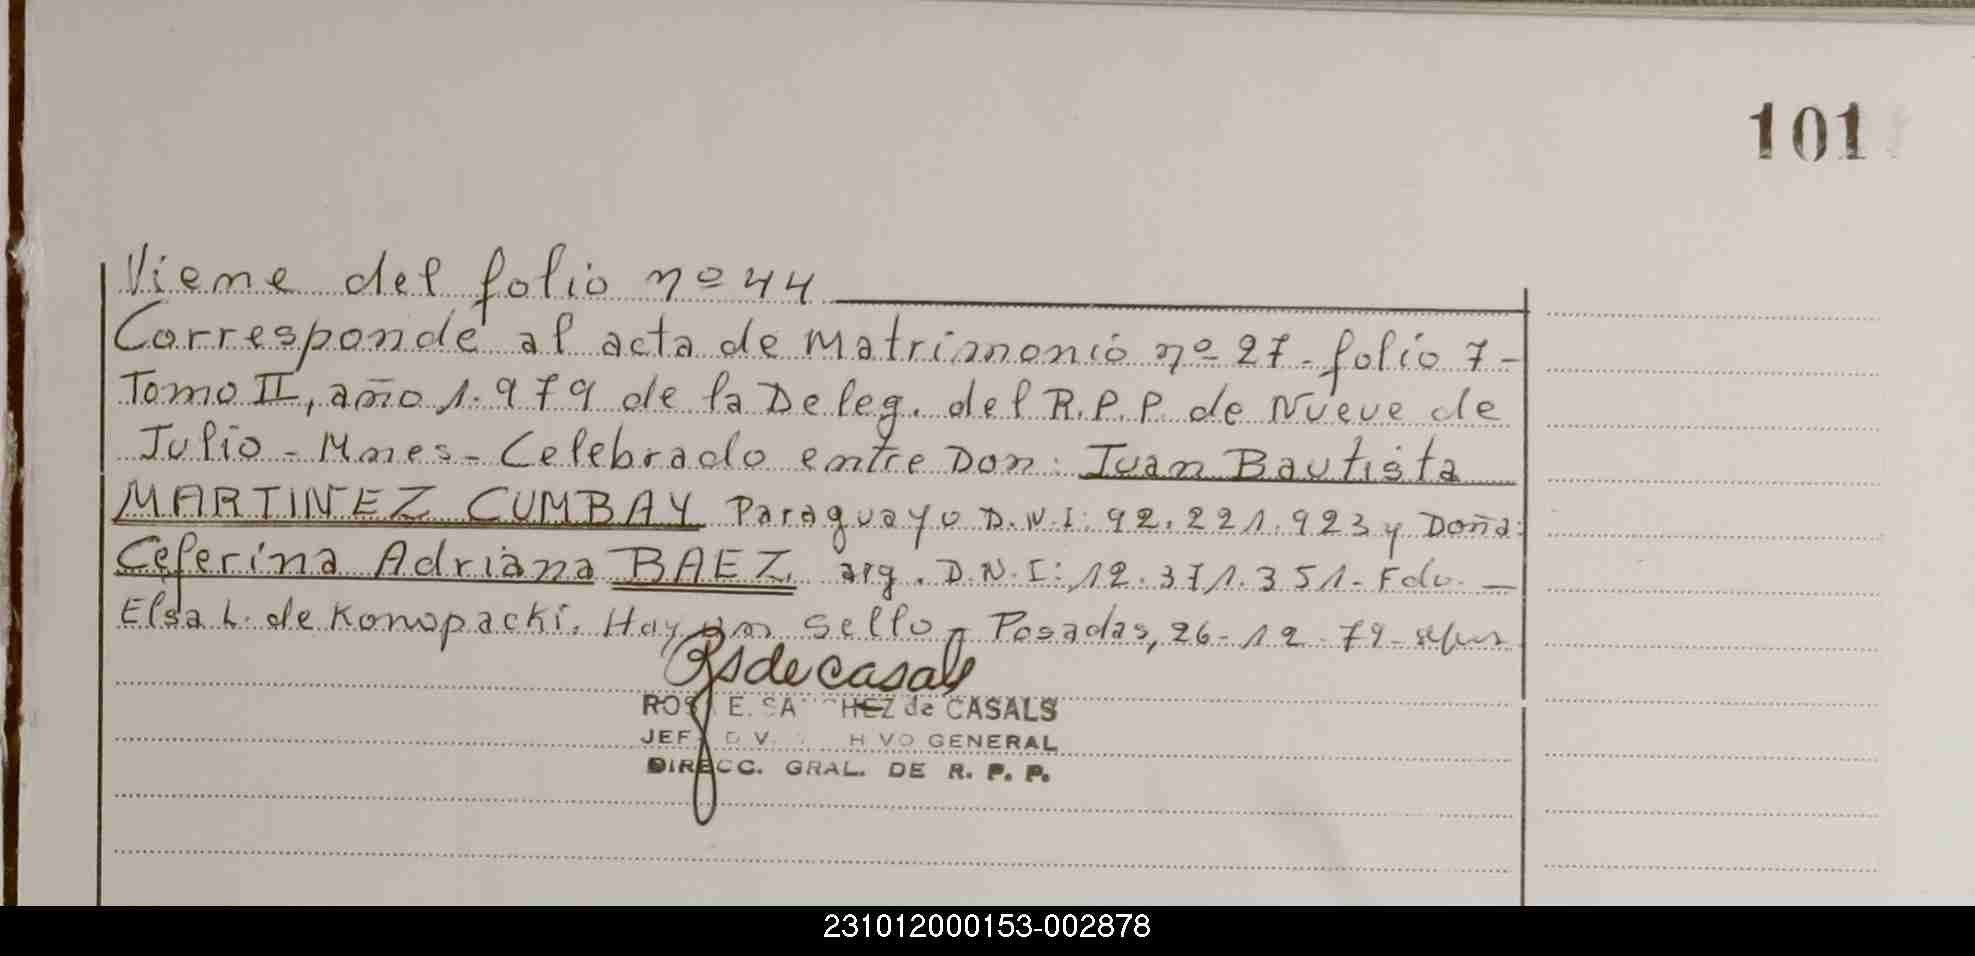 101
Viene del folio nº 44
Corresponde al acta de Matrimonio nº 27 - folio 7 -
Tomo II, año 1.979 de la Deleg. del R.P.P. de Nueve de
Julio - Mnes - Celebrado entre Don: Juan Bautista
MARTINEZ CUMBAY Paraguayo D.N.I: 92.221.923 y Doña:
Ceferina Adriana BAEZ arg. D.N.I: 12.371.351 - Fdo. —
Elsa L. de Konopacki. Hay un sello - Posadas, 26-12-79 -
RSdecasals
E. SANCHEZ de CASALS
GENERAL
DIRECC. GRAL. DE R. P. P.
231012000153-002878